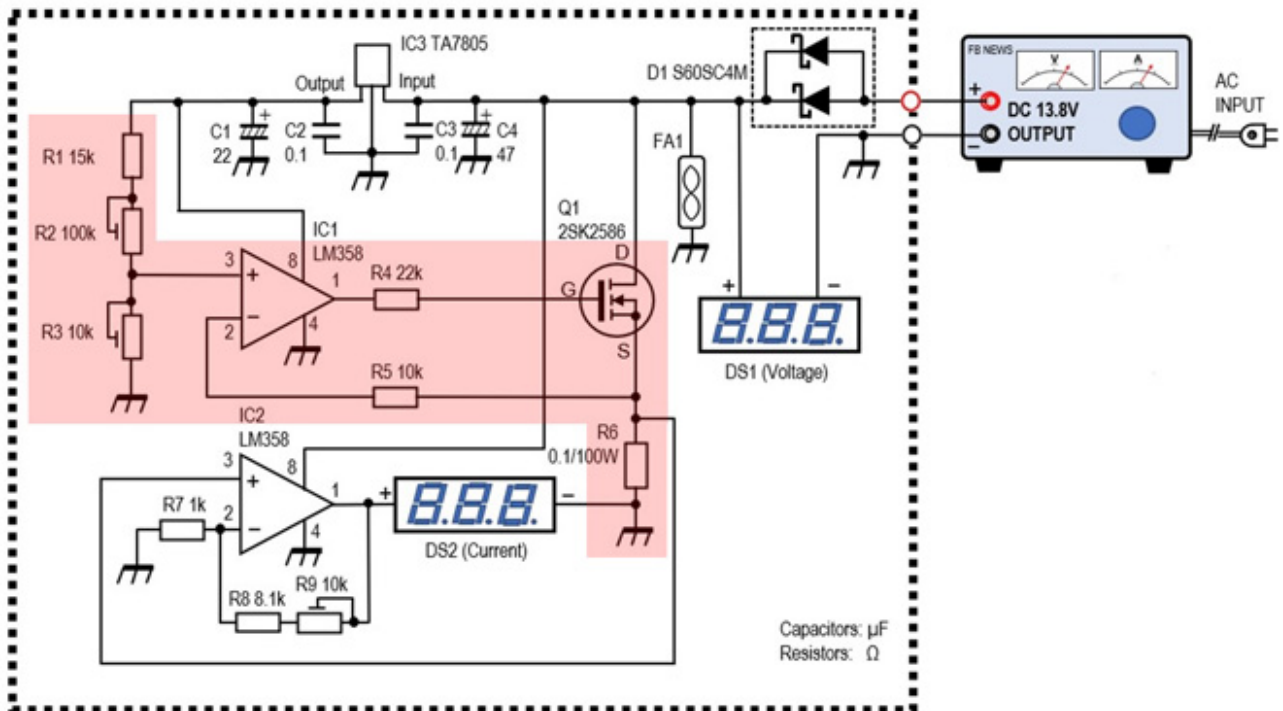 IC3 TA7805
Output
Input
D1 S60SC4M
FB NEWS
V
A
+
DC 13.8V
−
OUTPUT
AC
INPUT
C1
22
+
C2
0.1
C3
0.1
+
C4
47
FA1
R1 15k
R2 100k
R3 10k
IC1
LM358
3
+
8
1
2
−
4
R4 22k
Q1
2SK2586
D
G
S
R5 10k
+
−
8.8.8.
DS1 (Voltage)
IC2
LM358
3
+
8
1
2
−
4
R7 1k
R8 8.1k
R9 10k
+
8.8.8.
−
DS2 (Current)
R6
0.1/100W
Capacitors: μF
Resistors: Ω